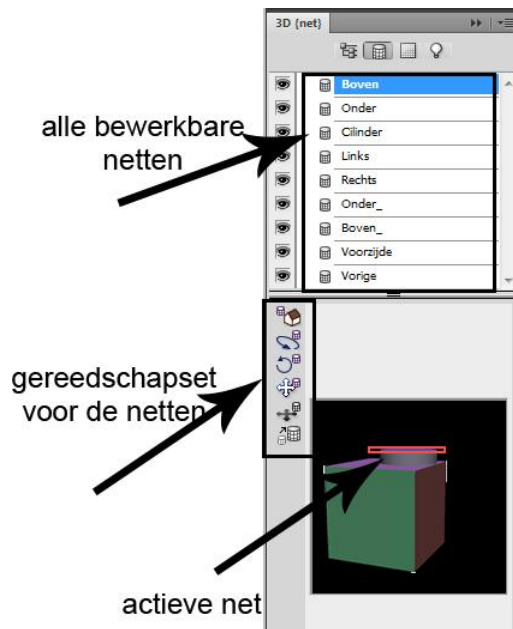 3D {net}
Boven
Onder
Cilinder
Links
Rechts
Onder_
Boven_
Voorzijde
Vorige
alle bewerkbare
netten
gereedschapset
voor de netten
actieve net